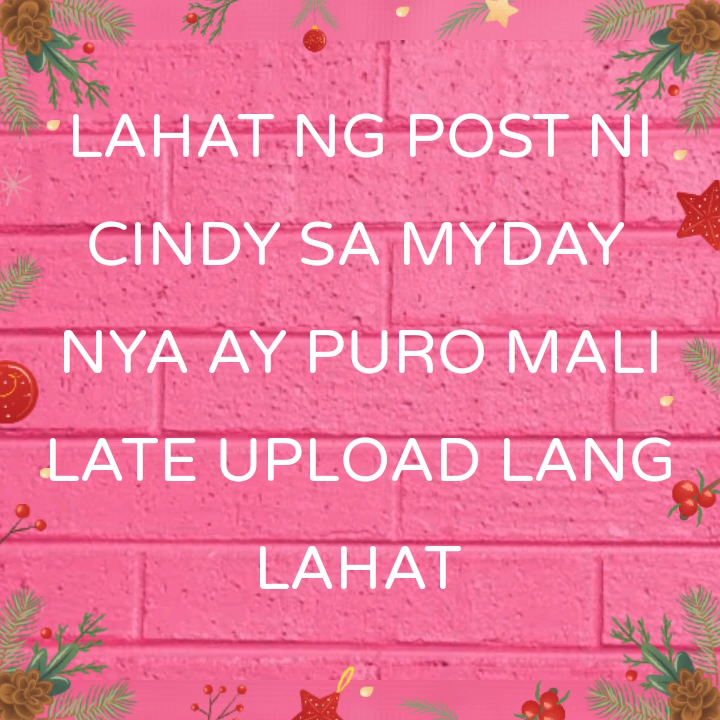 LAHAT NG POST NI
CINDY SA MYDAY
NYA AY PURO MALI
LATE UPLOAD LANG
LAHAT